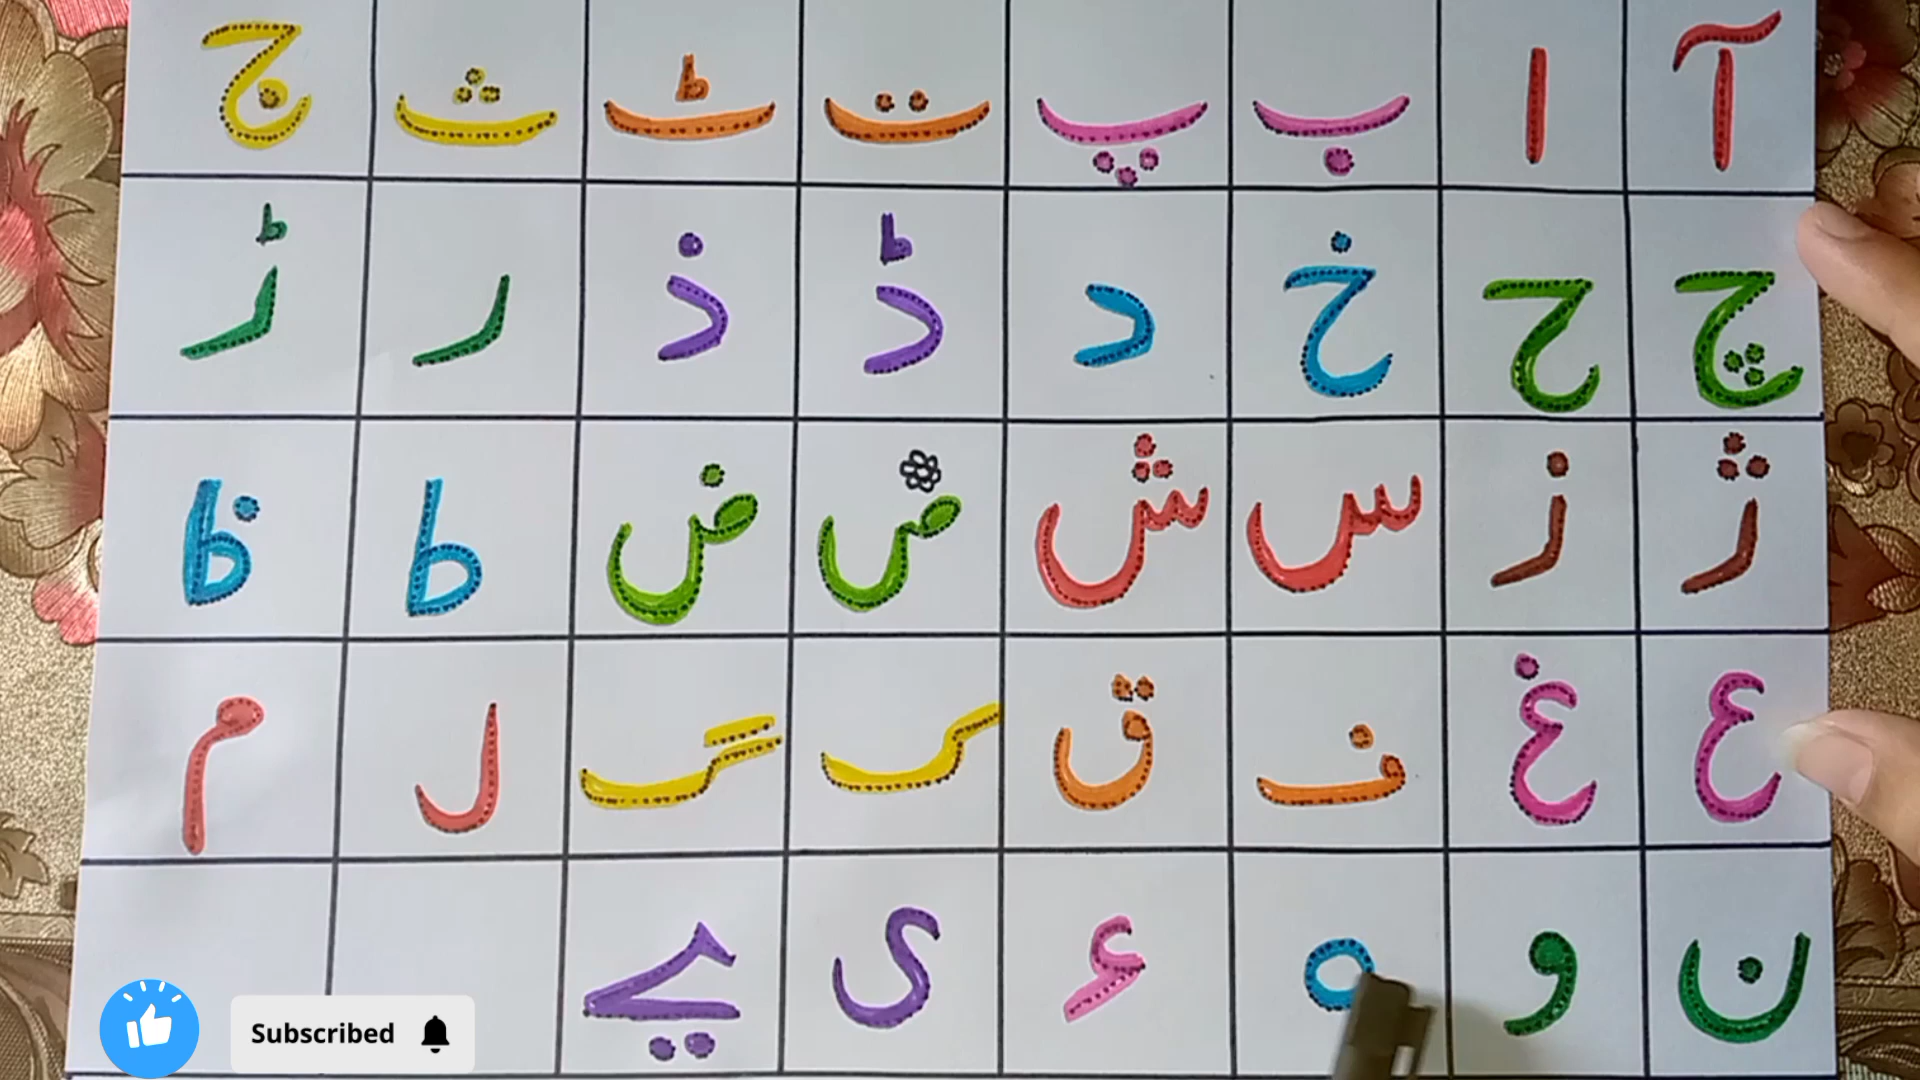 آ ا ب پ ت ٹ ث ج
چ ح خ د ڈ ذ ر ڑ
ژ ز س ش ص ض ط ظ
ع غ ف ق ک گ ل م
ن و ہ ء ی ے
Subscribed